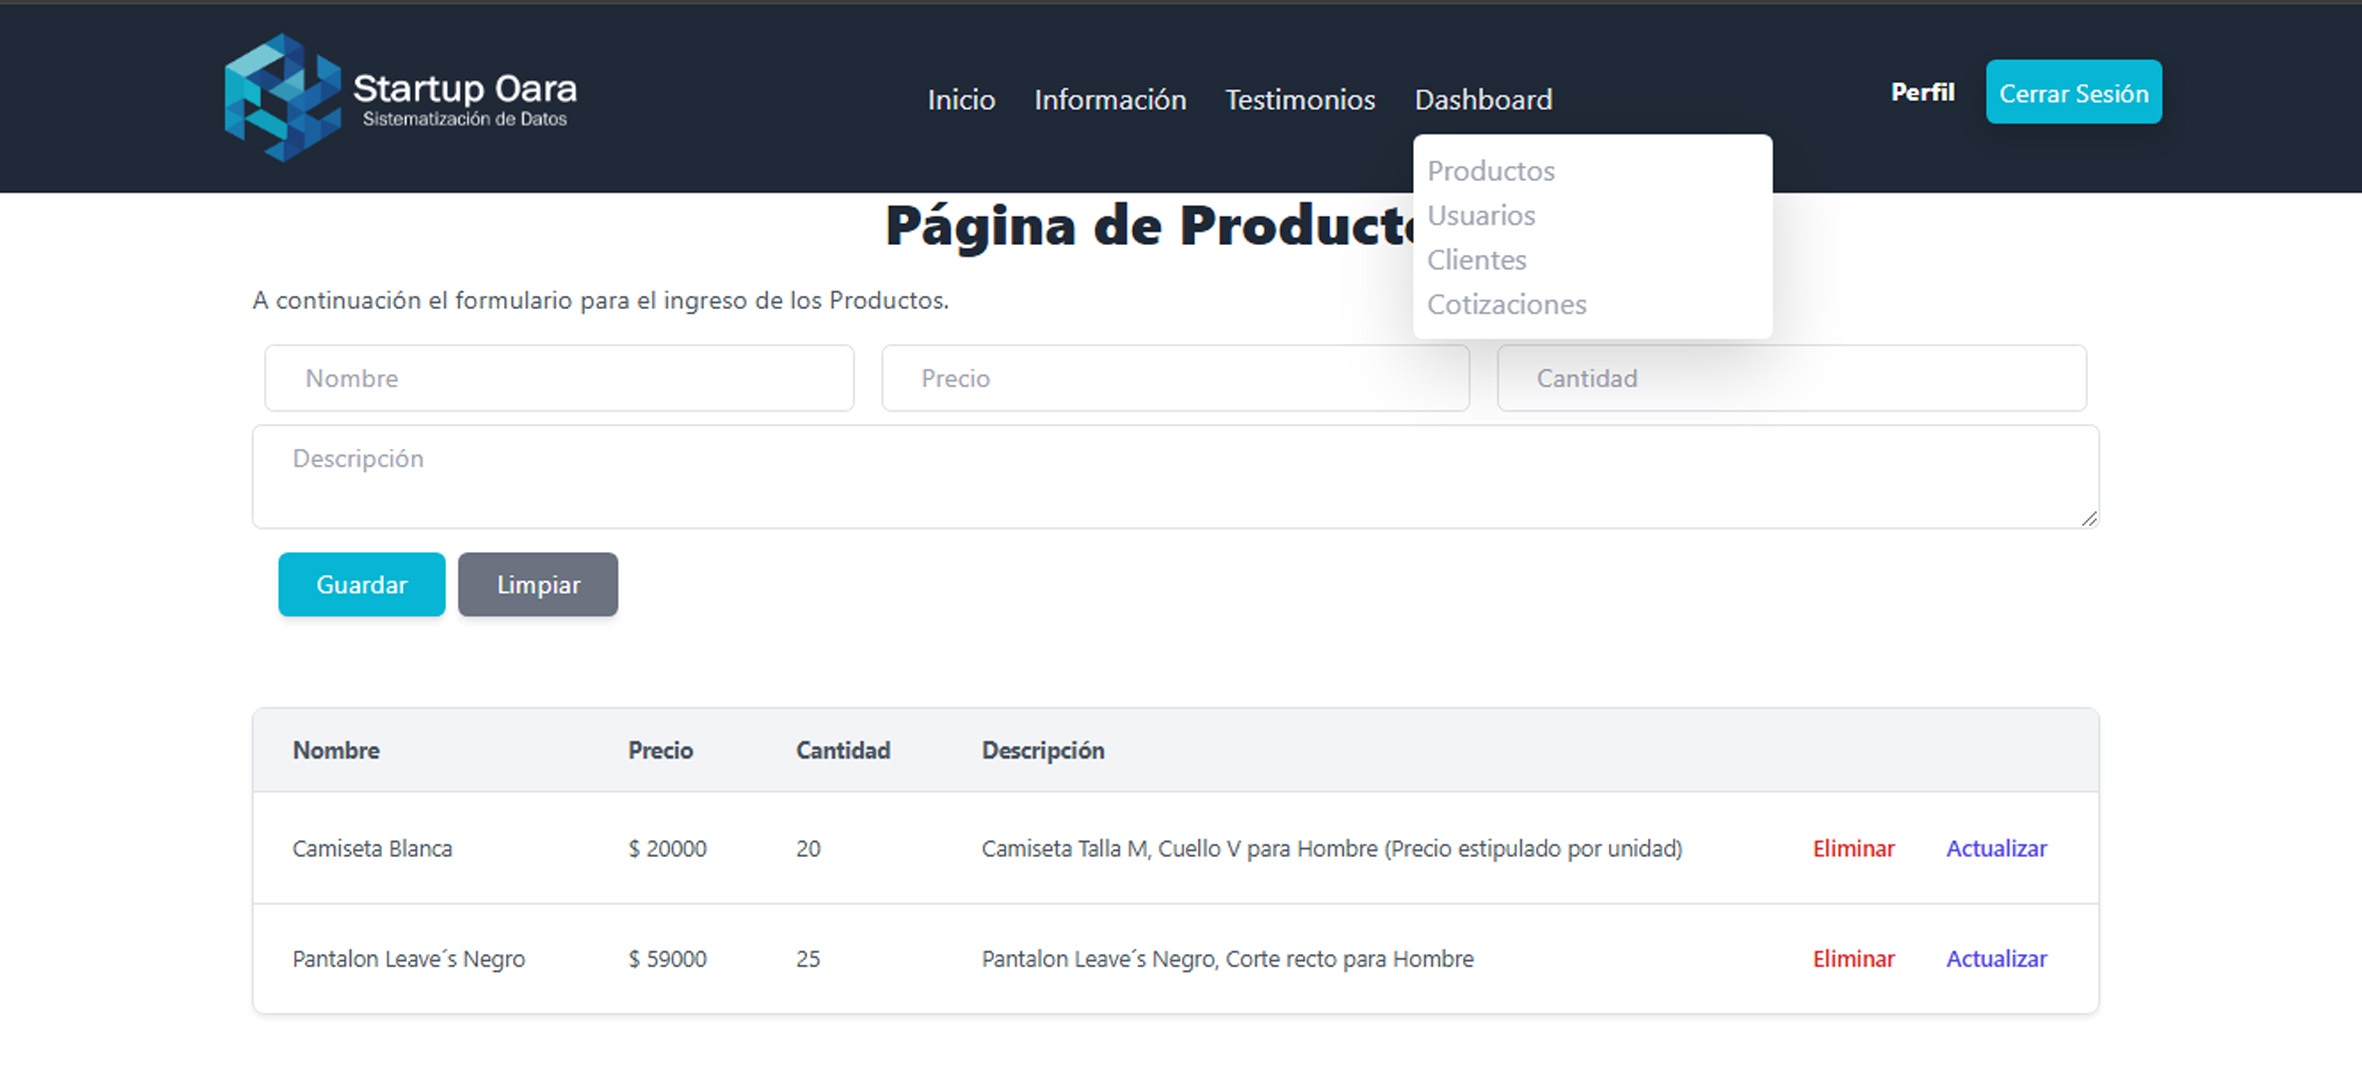 Startup Oara
Sistematización de Datos
Inicio Información Testimonios Dashboard
Perfil Cerrar Sesión
Productos
Usuarios
Clientes
Cotizaciones
Página de Product
A continuación el formulario para el ingreso de los Productos.
Nombre Precio Cantidad
Descripción
Guardar Limpiar
Nombre Precio Cantidad Descripción
Camiseta Blanca $ 20000 20 Camiseta Talla M, Cuello V para Hombre (Precio estipulado por unidad) Eliminar Actualizar
Pantalon Leave´s Negro $ 59000 25 Pantalon Leave´s Negro, Corte recto para Hombre Eliminar Actualizar